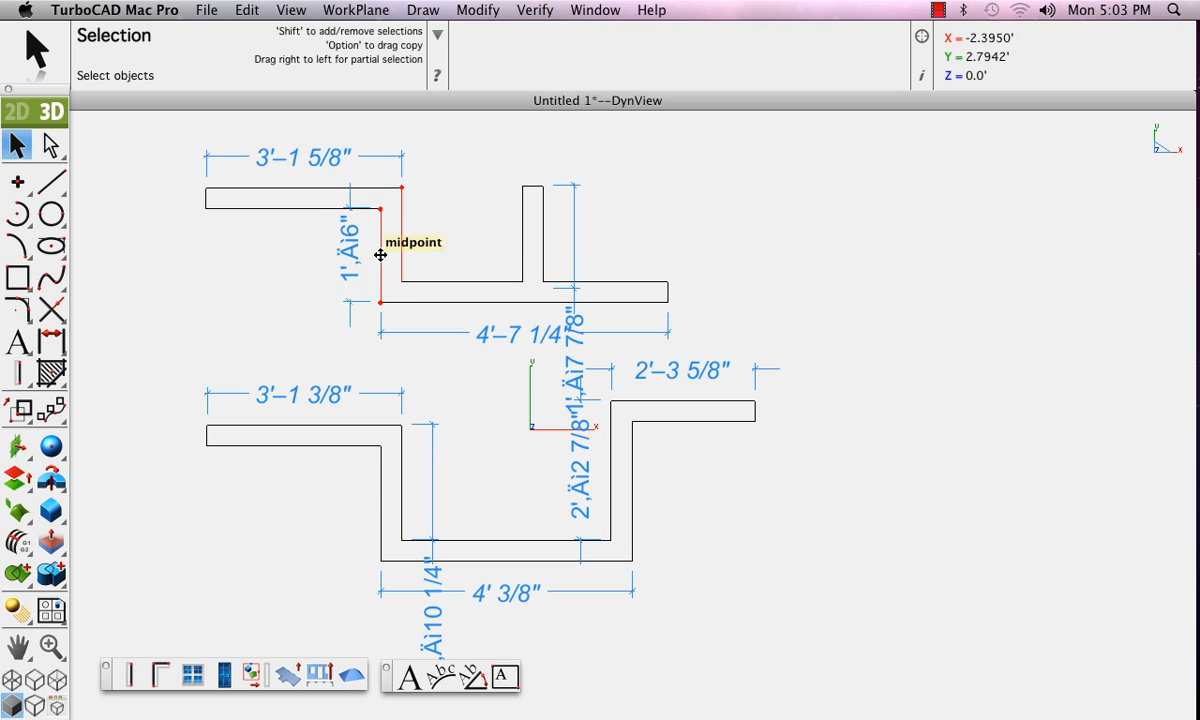 TurboCAD Mac Pro File Edit View WorkPlane Draw Modify Verify Window Help Mon 5:03 PM
Selection
'Shift' to add/remove selections
'Option' to drag copy
Drag right to left for partial selection
Select objects
?
i
X = -2.3950'
Y = 2.7942'
Z = 0.0'
Untitled 1*--DynView
2D 3D
3'–1 5/8"
1'‚Äì6"
midpoint
4'–7 1/4"
1'‚Äì7 7/8"
2'–3 5/8"
3'–1 3/8"
2'‚Äì2 7/8"
‚Äì10 1/4"
4' 3/8"
y
x
z
y
x
z
A
G1
G2
A Abc Ab A